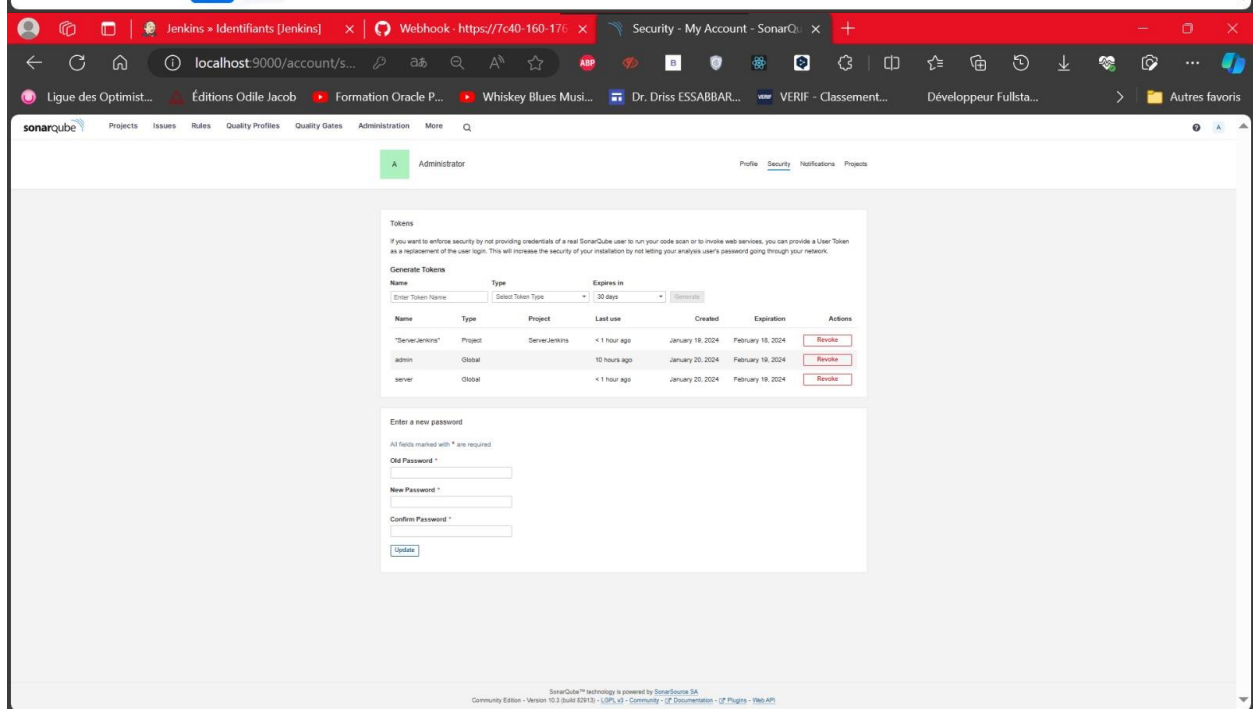 Jenkins » Identifiants [Jenkins]
Webhook · https://7c40-160-176
Security - My Account - SonarQu
localhost:9000/account/s...
Ligue des Optimist...
Éditions Odile Jacob
Formation Oracle P...
Whiskey Blues Musi...
Dr. Driss ESSABBAR...
VERIF - Classement...
Développeur Fullsta...
Autres favoris
sonarqube Projects Issues Rules Quality Profiles Quality Gates Administration More A
A Administrator Profile Security Notifications Projects
Tokens
If you want to enforce security by not providing credentials of a real SonarQube user to run your code scan or to invoke web services, you can provide a User Token
as a replacement of the user login. This will increase the security of your installation by not letting your analysis user's password going through your network.
Generate Tokens
Name Type Expires in
Enter Token Name Select Token Type 30 days Generate
Name Type Project Last use Created Expiration Actions
"ServerJenkins" Project ServerJenkins < 1 hour ago January 19, 2024 February 18, 2024 Revoke
admin Global 10 hours ago January 20, 2024 February 19, 2024 Revoke
server Global < 1 hour ago January 20, 2024 February 19, 2024 Revoke
Enter a new password
All fields marked with * are required
Old Password *
New Password *
Confirm Password *
Update
SonarQube™ technology is powered by SonarSource SA
Community Edition - Version 10.3 (build 82913) - LGPL v3 - Community - Documentation - Plugins - Web API